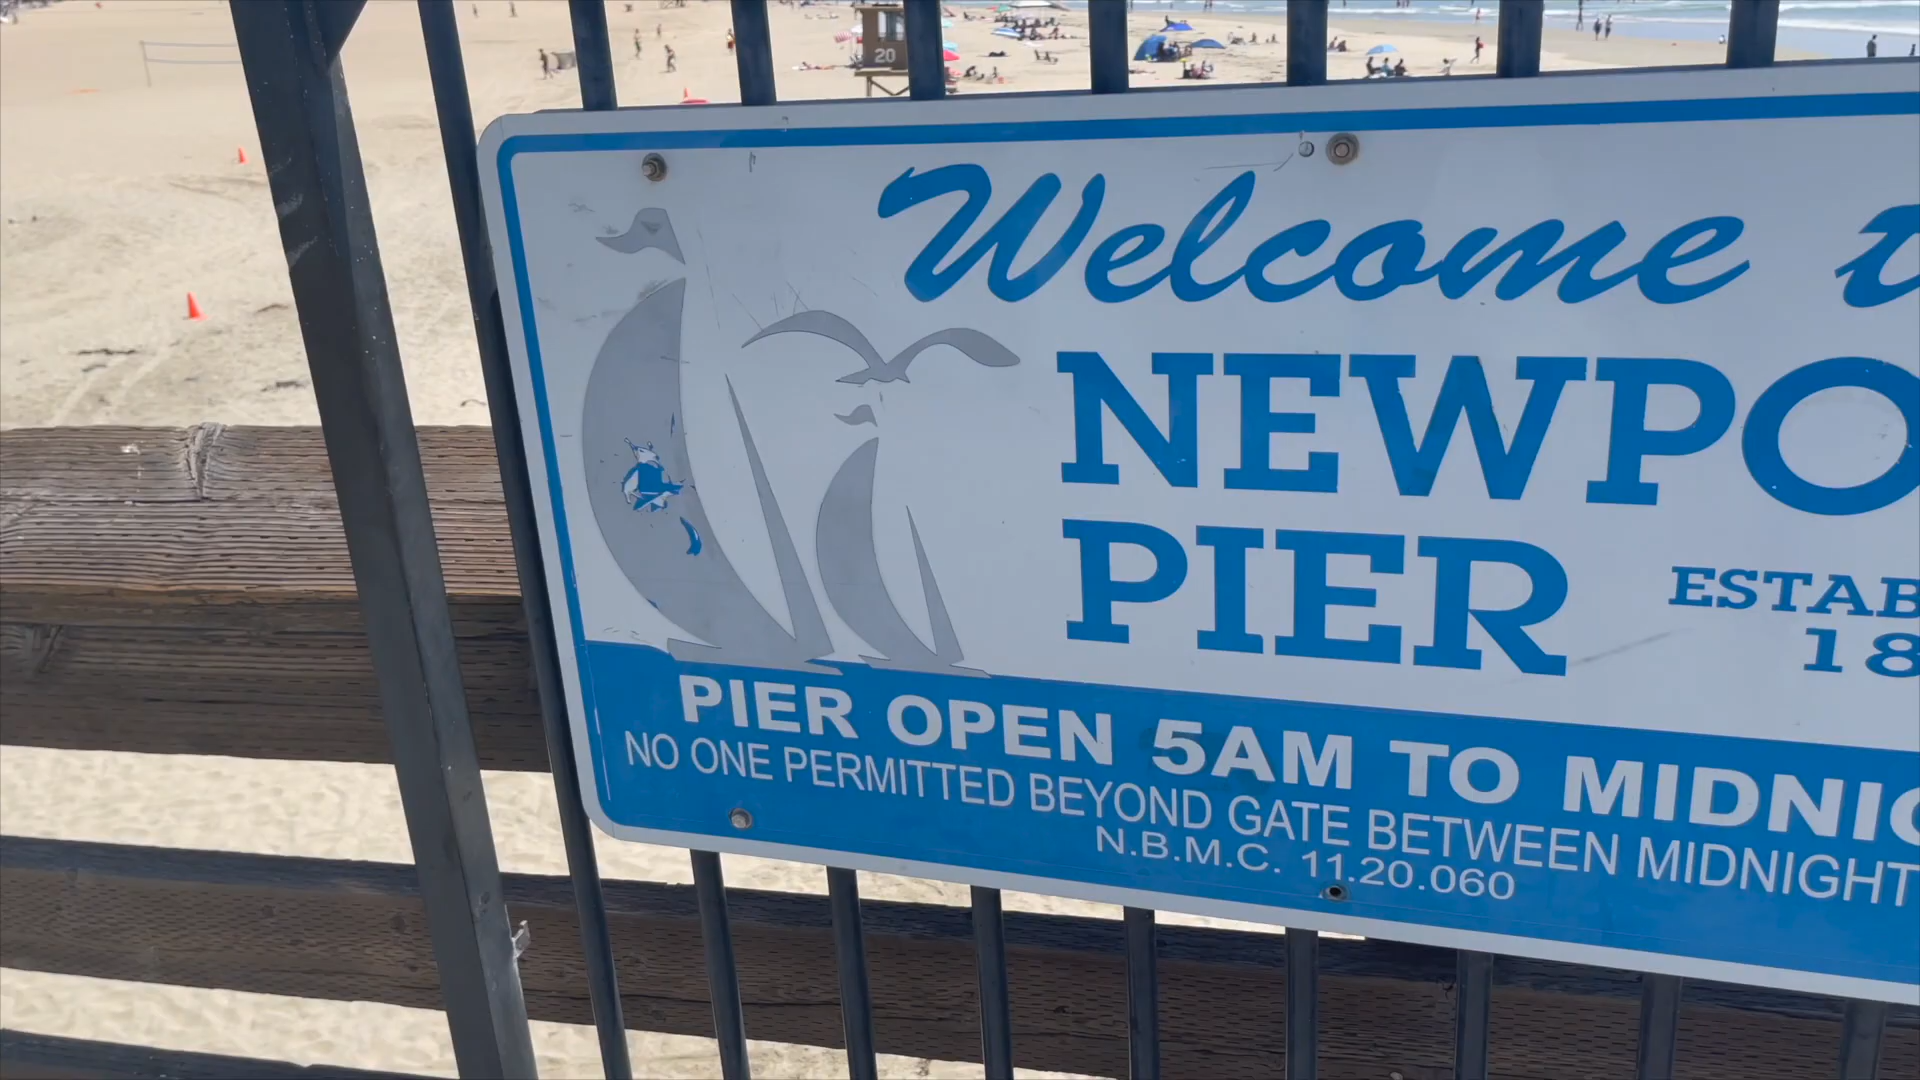 20
Welcome t
NEWPO
PIER
ESTAB
18
PIER OPEN 5AM TO MIDNIG
NO ONE PERMITTED BEYOND GATE BETWEEN MIDNIGHT
N.B.M.C. 11.20.060